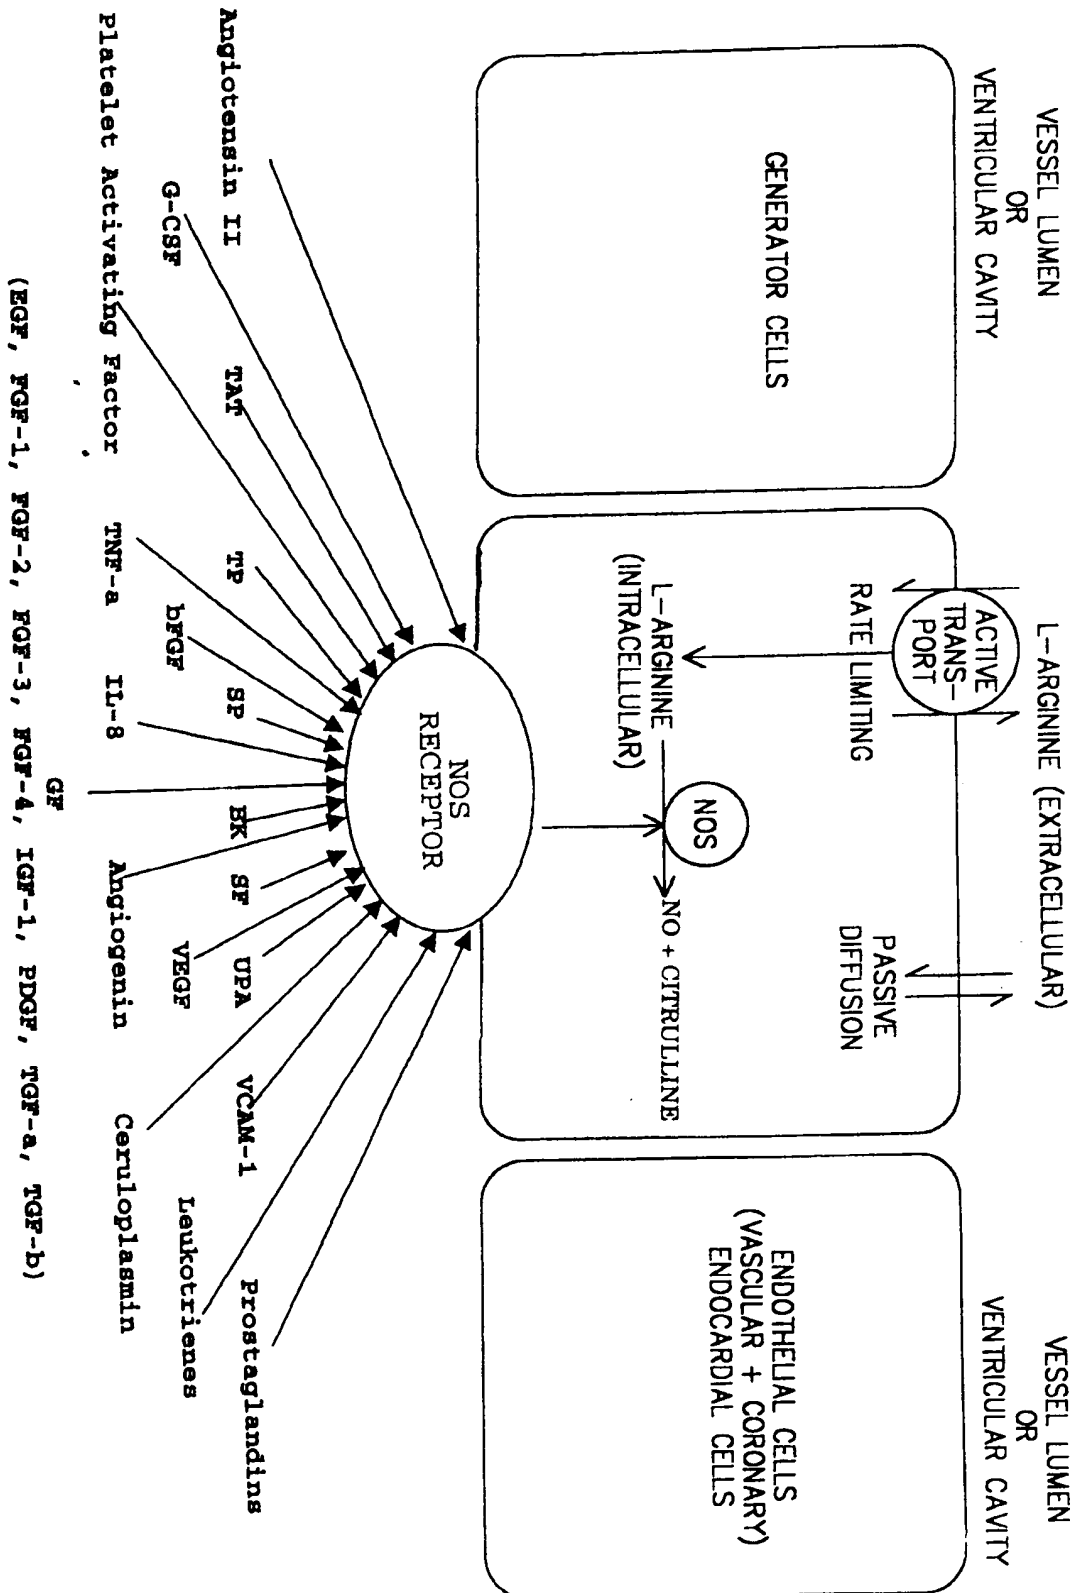 VESSEL LUMEN
OR
VENTRICULAR CAVITY
L-ARGININE (EXTRACELLULAR)
VESSEL LUMEN
OR
VENTRICULAR CAVITY
ACTIVE
TRANS-
PORT
RATE LIMITING
PASSIVE
DIFFUSION
GENERATOR CELLS
NOS
L-ARGININE
(INTRACELLULAR)
NO + CITRULLINE
ENDOTHELIAL CELLS
(VASCULAR + CORONARY)
ENDOCARDIAL CELLS
NOS
RECEPTOR
Angiotensin II
G-CSF
Platelet Activating Factor
TAT
TNF-a
TP
bFGF
IL-8
SP
GF
BK
Angiogenin
SF
VEGF
UPA
Ceruloplasmin
VCAM-1
Leukotrienes
Prostaglandins
(EGF, FGF-1, FGF-2, FGF-3, FGF-4, IGF-1, PDGF, TGF-a, TGF-b)